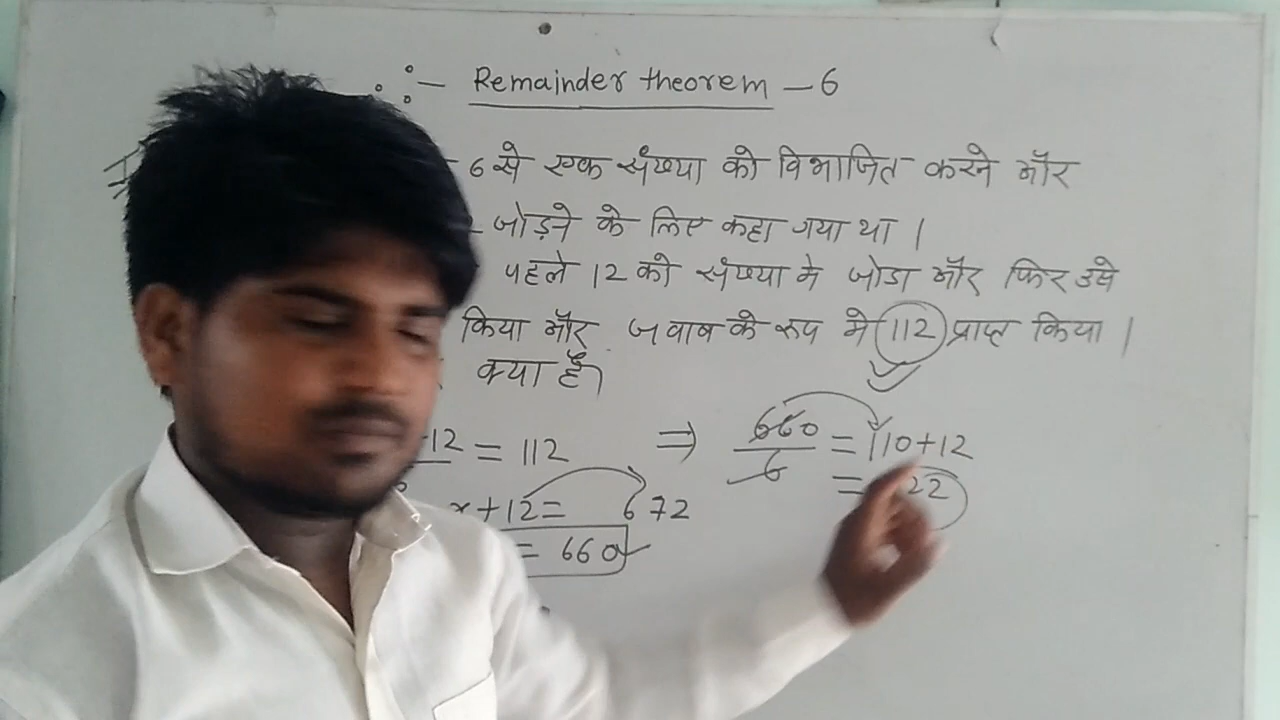 ∴ :- Remainder theorem - 6
6 से एक संख्या को विभाजित करने और
जोड़ने के लिए कहा गया था ।
पहले 12 को संख्या मे जोडा और फिर उसे
किया और जवाब के रूप मे 112 प्राप्त किया ।
क्या है
+12 = 112 ⇒ 660/6 = 110+12
x+12 = 672 = 22
= 660